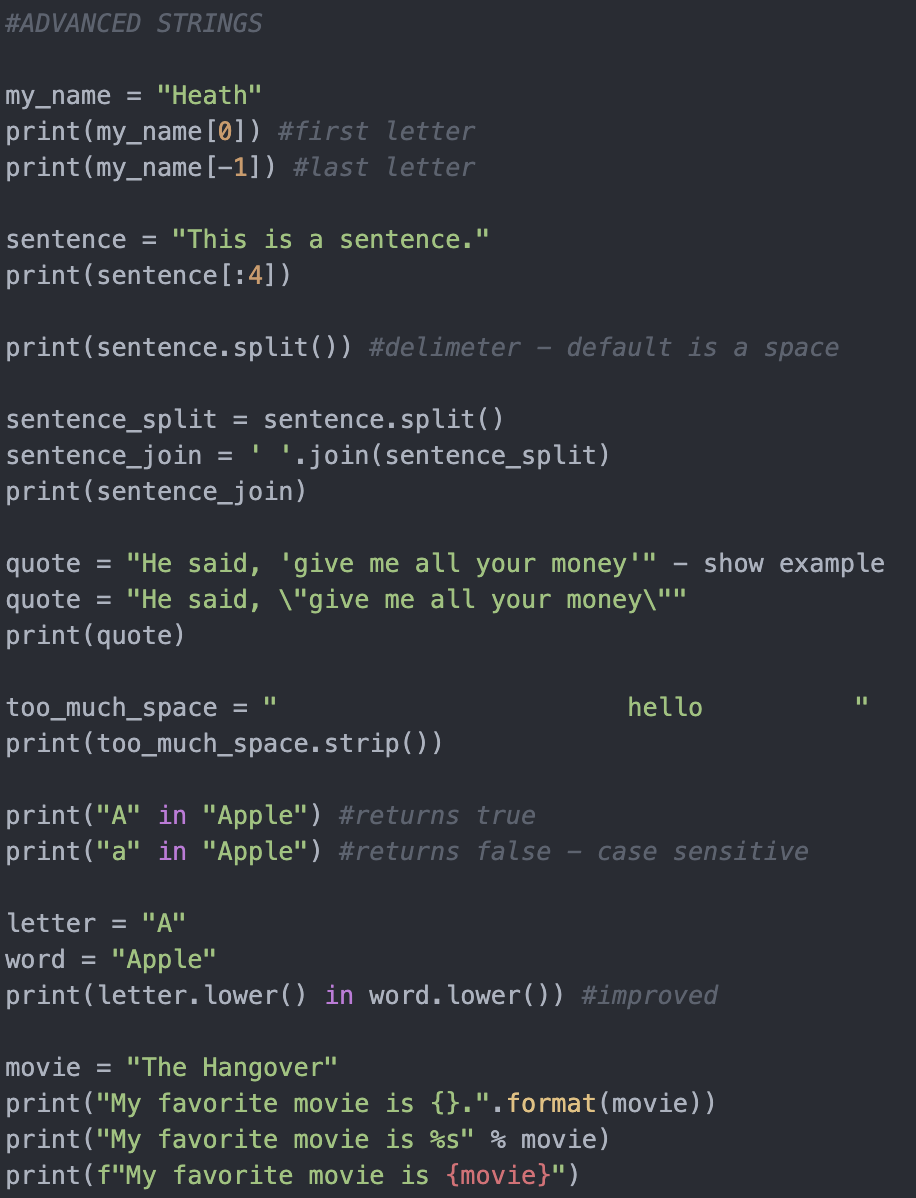 #ADVANCED STRINGS
my_name = "Heath"
print(my_name[0]) #first letter
print(my_name[-1]) #last letter
sentence = "This is a sentence."
print(sentence[:4])
print(sentence.split()) #delimeter - default is a space
sentence_split = sentence.split()
sentence_join = ' '.join(sentence_split)
print(sentence_join)
quote = "He said, 'give me all your money'" - show example
quote = "He said, \"give me all your money\""
print(quote)
too_much_space = "                       hello          "
print(too_much_space.strip())
print("A" in "Apple") #returns true
print("a" in "Apple") #returns false - case sensitive
letter = "A"
word = "Apple"
print(letter.lower() in word.lower()) #improved
movie = "The Hangover"
print("My favorite movie is {}.".format(movie))
print("My favorite movie is %s" % movie)
print(f"My favorite movie is {movie}")